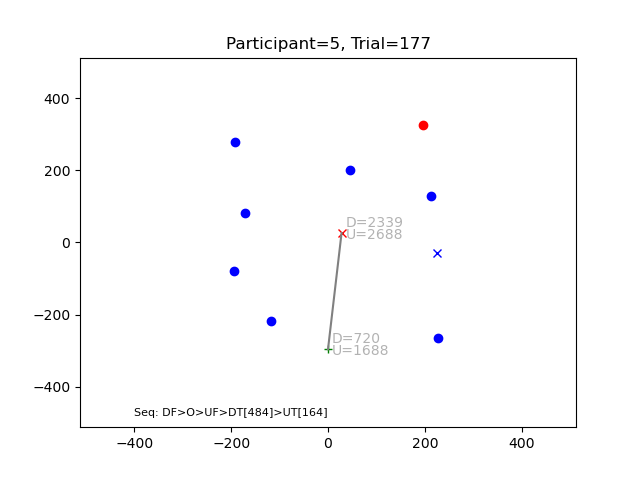 Participant=5, Trial=177
400
200
0
−200
−400
D=2339
U=2688
D=720
U=1688
Seq: DF>O>UF>DT[484]>UT[164]
−400 −200 0 200 400